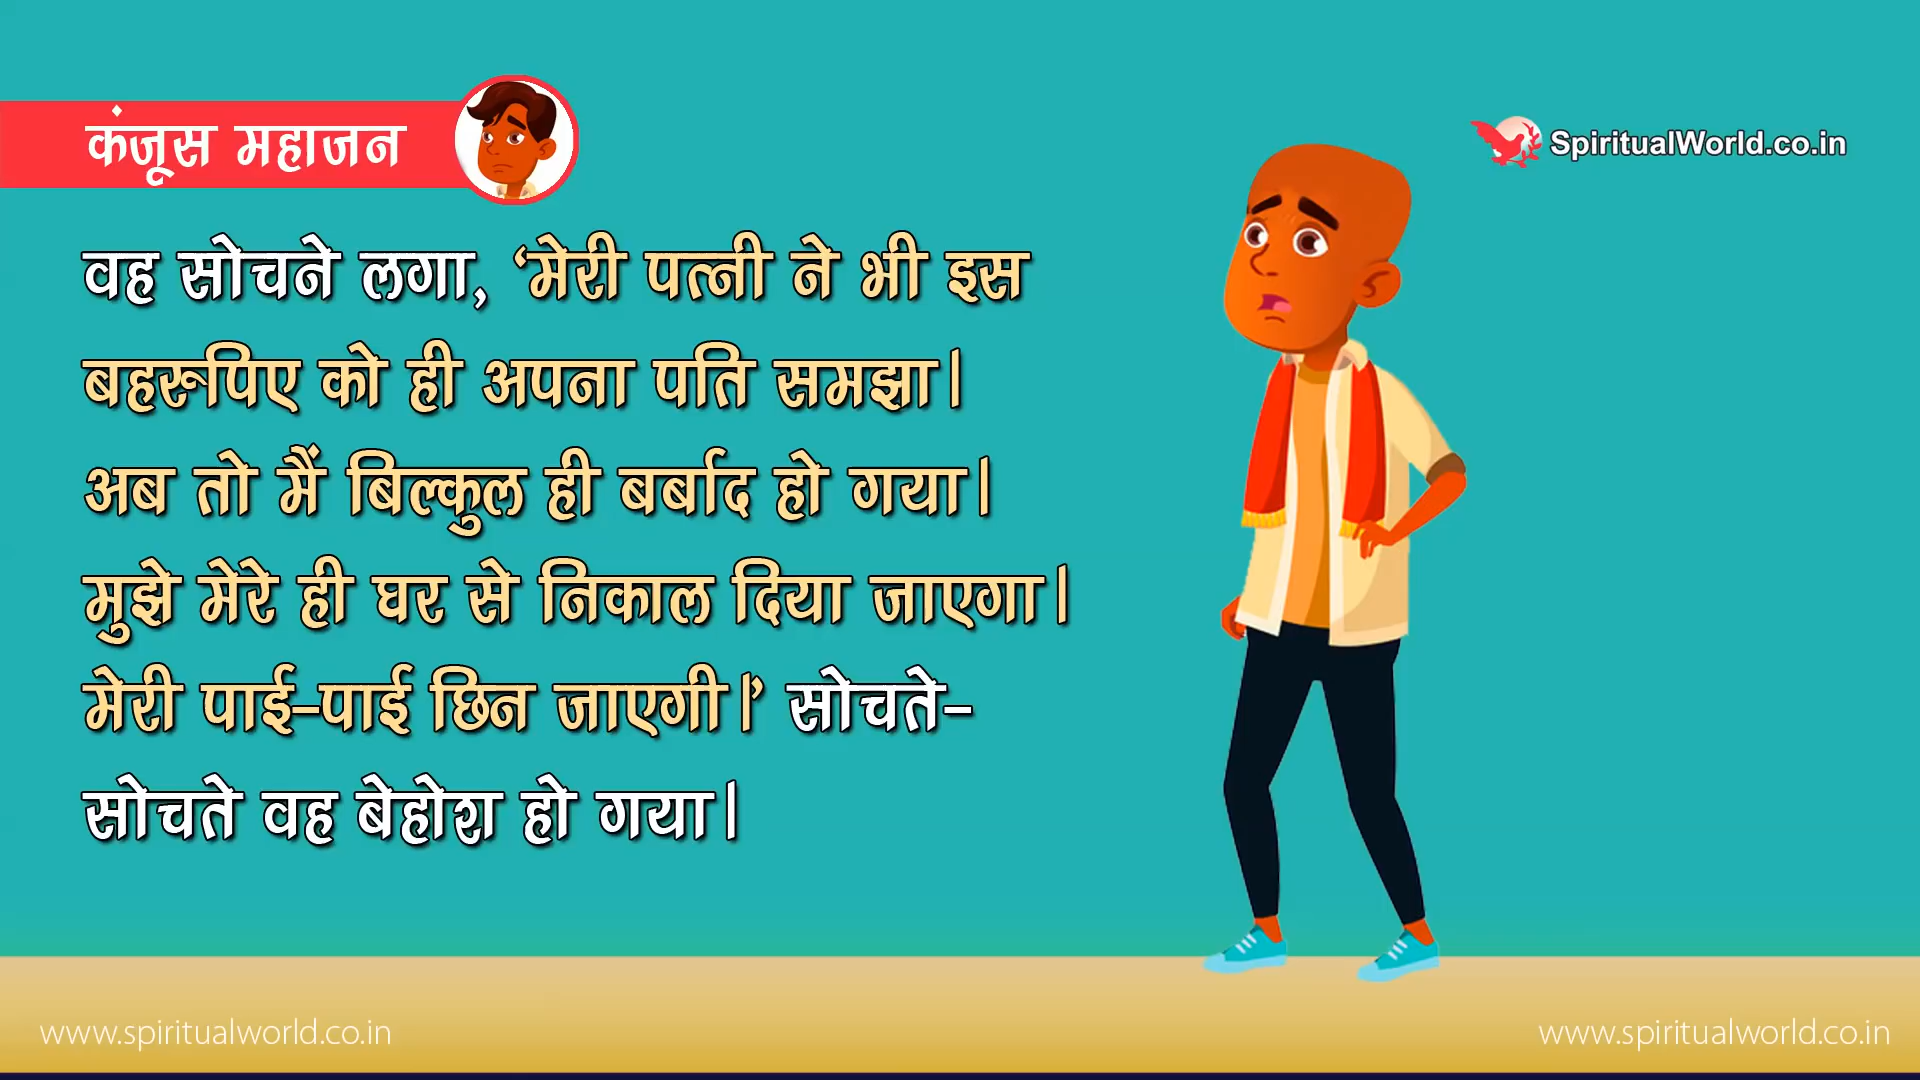 कंजूस महाजन
SpiritualWorld.co.in
वह सोचने लगा, ‘मेरी पत्नी ने भी इस
बहरूपिए को ही अपना पति समझा।
अब तो मैं बिल्कुल ही बर्बाद हो गया।
मुझे मेरे ही घर से निकाल दिया जाएगा।
मेरी पाई-पाई छिन जाएगी।’ सोचते-
सोचते वह बेहोश हो गया।
www.spiritualworld.co.in
www.spiritualworld.co.in